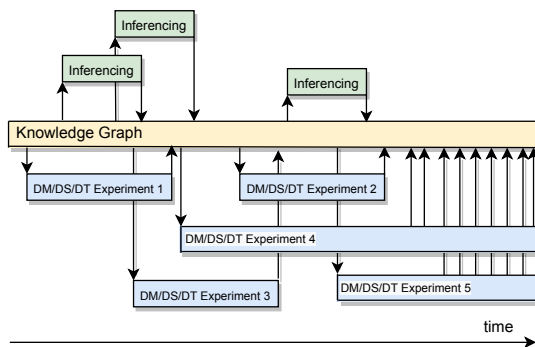 Inferencing
Inferencing
Inferencing
Knowledge Graph
DM/DS/DT Experiment 1
DM/DS/DT Experiment 2
DM/DS/DT Experiment 4
DM/DS/DT Experiment 3
DM/DS/DT Experiment 5
time